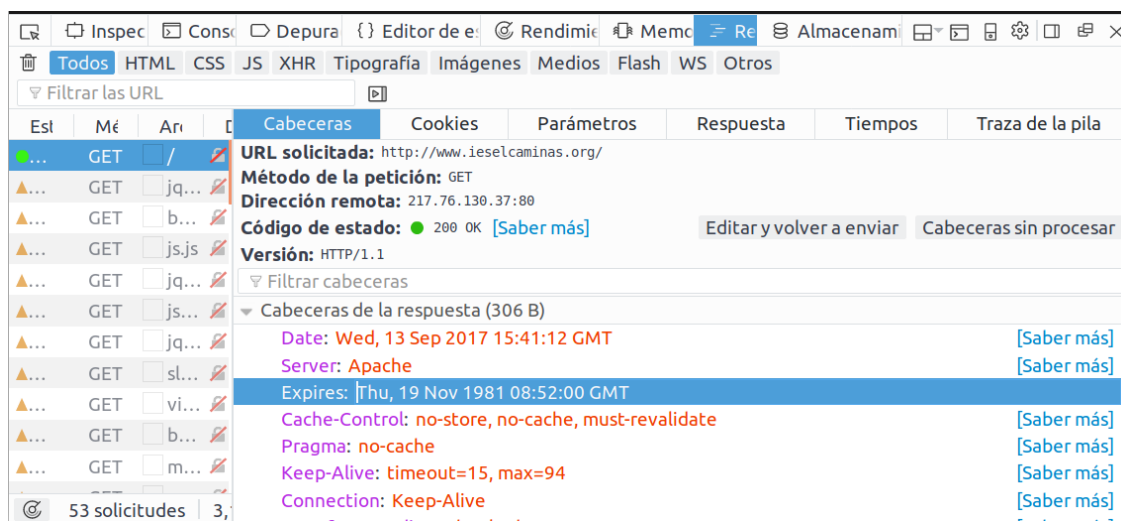 Inspec Conso Depura {} Editor de e Rendimie Memo Re Almacenami
Todos HTML CSS JS XHR Tipografía Imágenes Medios Flash WS Otros
Filtrar las URL
Est Mé Arc D Cabeceras Cookies Parámetros Respuesta Tiempos Traza de la pila
... GET /
... GET jq...
... GET b...
... GET js.js
... GET jq...
... GET js...
... GET jq...
... GET sl...
... GET vi...
... GET b...
... GET m...
53 solicitudes 3,
URL solicitada: http://www.ieselcaminas.org/
Método de la petición: GET
Dirección remota: 217.76.130.37:80
Código de estado: 200 OK [Saber más] Editar y volver a enviar Cabeceras sin procesar
Versión: HTTP/1.1
Filtrar cabeceras
Cabeceras de la respuesta (306 B)
Date: Wed, 13 Sep 2017 15:41:12 GMT [Saber más]
Server: Apache [Saber más]
Expires: Thu, 19 Nov 1981 08:52:00 GMT
Cache-Control: no-store, no-cache, must-revalidate [Saber más]
Pragma: no-cache [Saber más]
Keep-Alive: timeout=15, max=94 [Saber más]
Connection: Keep-Alive [Saber más]